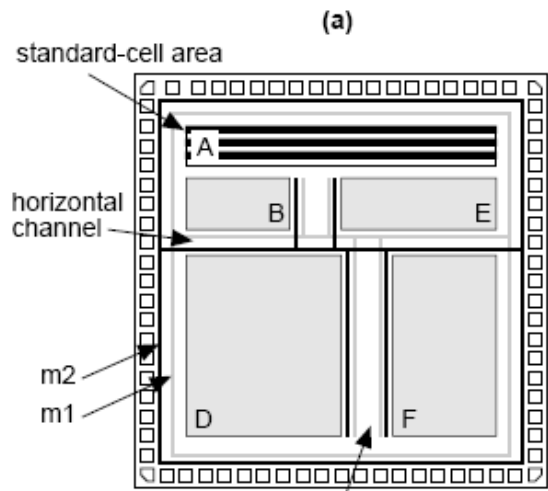 (a)
standard-cell area
A
B
E
horizontal
channel
m2
m1
D
F